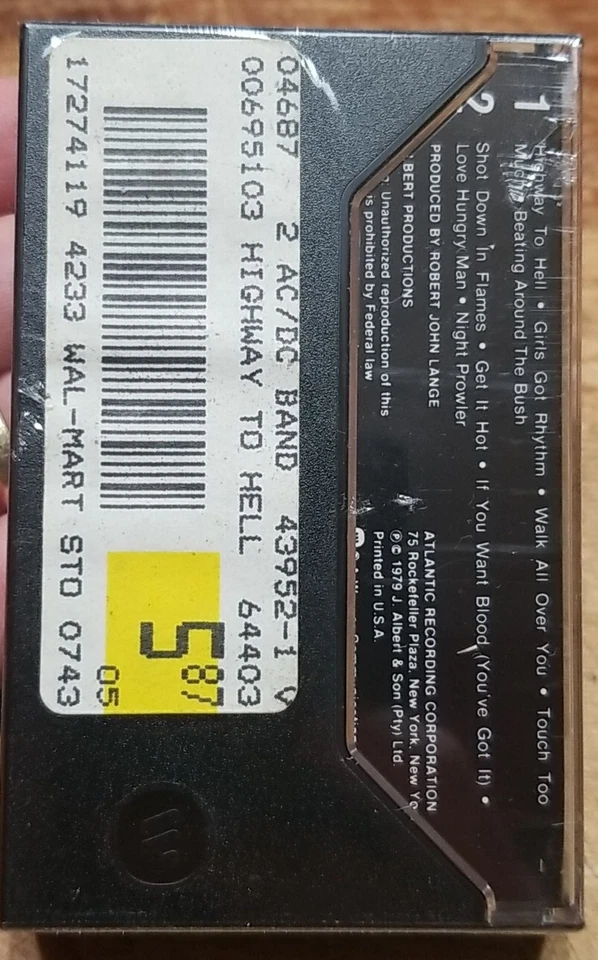 1 Highway To Hell • Girls Got Rhythm • Walk All Over You • Touch Too
Much • Beating Around The Bush
2 Shot Down In Flames • Get It Hot • If You Want Blood (You've Got It) •
Love Hungry Man • Night Prowler
PRODUCED BY ROBERT JOHN LANGE
BERT PRODUCTIONS
: Unauthorized reproduction of this
is prohibited by Federal law
ATLANTIC RECORDING CORPORATION
75 Rockefeller Plaza, New York, New Yo
℗ © 1979 J. Albert & Son (Pty) Ltd
Printed in U.S.A.
04687 2 AC/DC BAND 43952-1 V
00695103 HIGHWAY TO HELL 64403
5 87
05
17274119 4233 WAL-MART STO 0743